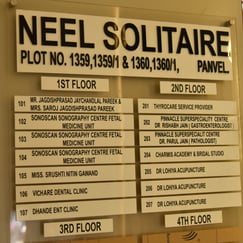 NEEL SOLITAIRE
PLOT NO. 1359,1359/1 & 1360,1360/1, PANVEL.
1ST FLOOR
101 MR. JAGDISHPRASAD JAYCHANDLAL PAREEK &
MRS. SAROJ JAGDISHPRASAD PAREEK
102 SONOSCAN SONOGRAPHY CENTRE FETAL
MEDICINE UNIT
103 SONOSCAN SONOGRAPHY CENTRE FETAL
MEDICINE UNIT
104 SONOSCAN SONOGRAPHY CENTRE FETAL
MEDICINE UNIT
105 MISS. SRUSHTI NITIN GAWAND
106 VICHARE DENTAL CLINIC
107 DHANDE ENT CLINIC
3RD FLOOR
2ND FLOOR
201 THYROCARE SERVICE PROVIDER
202 PINNACLE SUPERSPECIALITY CENTRE
DR RISHABH JAIN (GASTROENTEROLOGIST)
203 PINNACLE SUPERSPECIALITY CENTRE
DR. PARUL JAIN (PATHOLOGIST)
204 CHARMS ACADEMY & BRIDAL STUDIO
205 DR LOHIYA ACUPUNCTURE
206 DR LOHIYA ACUPUNCTURE
207 DR LOHIYA ACUPUNCTURE
4TH FLOOR